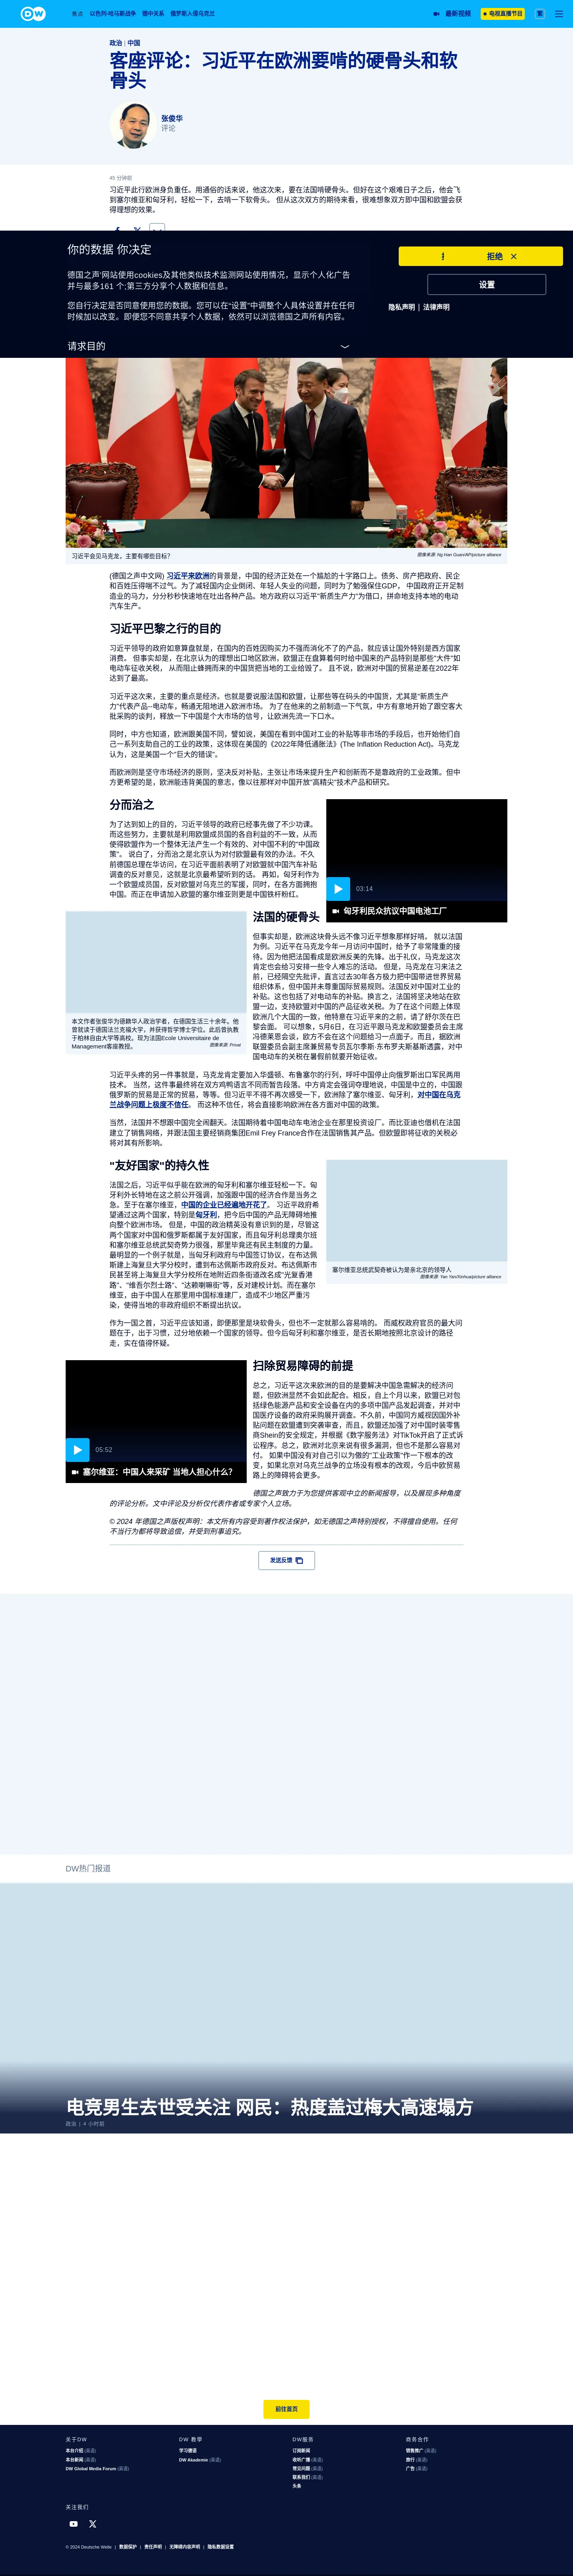 DW
焦点
以色列-哈马斯战争
德中关系
俄罗斯入侵乌克兰
最新视频
电视直播节目
繁
政治 | 中国
客座评论：习近平在欧洲要啃的硬骨头和软
骨头
张俊华
评论
45 分钟前
习近平此行欧洲身负重任。用通俗的话来说，他这次来，要在法国啃硬骨头。但好在这个艰难日子之后，他会飞
到塞尔维亚和匈牙利，轻松一下，去啃一下软骨头。 但从这次双方的期待来看，很难想象双方即中国和欧盟会获
得理想的效果。
你的数据 你决定
德国之声'网站使用cookies及其他类似技术监测网站使用情况，显示个人化广告
并与最多161 个;第三方分享个人数据和信息。
您自行决定是否同意使用您的数据。您可以在“设置”中调整个人具体设置并在任何
时候加以改变。即便您不同意共享个人数据，依然可以浏览德国之声所有内容。
请求目的
拒绝
设置
隐私声明 | 法律声明
习近平会见马克龙，主要有哪些目标?
图像来源: Ng Han Guan/AP/picture alliance
(德国之声中文网) 习近平来欧洲的背景是，中国的经济正处在一个尴尬的十字路口上。债务、房产把政府、民企
和百姓压得喘不过气。为了减轻国内企业倒闭、年轻人失业的问题，同时为了勉强保住GDP， 中国政府正开足制
造业的马力，分分秒秒快速地在吐出各种产品。地方政府以习近平“新质生产力”为借口，拼命地支持本地的电动
汽车生产。
习近平巴黎之行的目的
习近平领导的政府如意算盘就是，在国内的百姓因购买力不强而消化不了的产品，就应该让国外特别是西方国家
消费。 但事实却是，在北京认为的理想出口地区欧洲，欧盟正在盘算着何时给中国来的产品特别是那些“大件”如
电动车征收关税， 从而阻止蜂拥而来的中国货把当地的工业给毁了。 且不说，欧洲对中国的贸易逆差在2022年
达到了最高。
习近平这次来，主要的重点是经济。也就是要说服法国和欧盟，让那些等在码头的中国货，尤其是“新质生产
力”代表产品--电动车，畅通无阻地进入欧洲市场。 为了在他来的之前制造一下气氛，中方有意地开始了跟空客大
批采购的谈判，释放一下中国是个大市场的信号，让欧洲先流一下口水。
同时，中方也知道，欧洲跟美国不同，譬如说，美国在看到中国对工业的补贴等非市场的手段后，也开始他们自
己一系列支助自己的工业的政策，这体现在美国的《2022年降低通胀法》(The Inflation Reduction Act)。马克龙
认为，这是美国一个“巨大的错误”。
而欧洲则是坚守市场经济的原则，坚决反对补贴，主张让市场来提升生产和创新而不是靠政府的工业政策。但中
方更希望的是，欧洲能违背美国的意志，像以往那样对中国开放“高精尖”技术产品和研究。
分而治之
为了达到如上的目的，习近平领导的政府已经事先做了不少功课。
而这些努力，主要就是利用欧盟成员国的各自利益的不一致，从而
使得欧盟作为一个整体无法产生一个有效的、对中国不利的“中国政
策”。 说白了，分而治之是北京认为对付欧盟最有效的办法。不久
前德国总理在华访问，在习近平面前表明了对欧盟就中国汽车补贴
调查的反对意见，这就是北京最希望听到的话。 再如，匈牙利作为
一个欧盟成员国，反对欧盟对乌克兰的军援，同时，在各方面拥抱
中国。而正在申请加入欧盟的塞尔维亚则更是中国铁杆粉红。
03:14
匈牙利民众抗议中国电池工厂
法国的硬骨头
但事实却是，欧洲这块骨头远不像习近平想象那样好啃。 就以法国
为例。习近平在马克龙今年一月访问中国时，给予了非常隆重的接
待。因为他把法国看成是欧洲反美的先锋。出于礼仪，马克龙这次
肯定也会给习安排一些令人难忘的活动。 但是，马克龙在习来法之
前，已经隔空先批评，直言过去30年各方极力把中国带进世界贸易
组织体系，但中国并未尊重国际贸易规则。法国反对中国对工业的
补贴。这也包括了对电动车的补贴。换言之，法国将坚决地站在欧
盟一边，支持欧盟对中国的产品征收关税。为了在这个问题上体现
欧洲几个大国的一致，他特意在习近平来的之前，请了舒尔茨在巴
黎会面。 可以想象，5月6日，在习近平跟马克龙和欧盟委员会主席
冯德莱恩会谈，欧方不会在这个问题给习一点面子。而且，据欧洲
联盟委员会副主席兼贸易专员瓦尔季斯·东布罗夫斯基斯透露，对中
国电动车的关税在暑假前就要开始征收。
本文作者张俊华为德籍华人政治学者，在德国生活三十余年。他
曾就读于德国法兰克福大学，并获得哲学博士学位。此后曾执教
于柏林自由大学等高校。现为法国Ecole Universitaire de
Management客座教授。
图像来源: Privat
习近平头疼的另一件事就是，马克龙肯定要加入华盛顿、布鲁塞尔的行列，呼吁中国停止向俄罗斯出口军民两用
技术。 当然，这件事最终将在双方鸡鸭语言不同而暂告段落。中方肯定会强词夺理地说，中国是中立的，中国跟
俄罗斯的贸易是正常的贸易，等等。但习近平不得不再次感受一下，欧洲除了塞尔维亚、匈牙利，对中国在乌克
兰战争问题上极度不信任。 而这种不信任，将会直接影响欧洲在各方面对中国的政策。
当然，法国并不想跟中国完全闹翻天。法国期待着中国电动车电池企业在那里投资设厂。而比亚迪也借机在法国
建立了销售网络，并跟法国主要经销商集团Emil Frey France合作在法国销售其产品。但欧盟即将征收的关税必
将对其有所影响。
"友好国家"的持久性
法国之后，习近平似乎能在欧洲的匈牙利和塞尔维亚轻松一下。匈
牙利外长特地在这之前公开强调，加强跟中国的经济合作是当务之
急。至于在塞尔维亚，中国的企业已经遍地开花了。 习近平政府希
望通过这两个国家，特别是匈牙利，把今后中国的产品无障碍地推
向整个欧洲市场。 但是，中国的政治精英没有意识到的是，尽管这
两个国家对中国和俄罗斯都属于友好国家，而且匈牙利总理奥尔班
和塞尔维亚总统武契奇势力很强，那里毕竟还有民主制度的力量。
最明显的一个例子就是，当匈牙利政府与中国签订协议，在布达佩
斯建上海复旦大学分校时，遭到布达佩斯市政府反对。布达佩斯市
民甚至将上海复旦大学分校所在地附近四条街道改名成“光复香港
路”、“维吾尔烈士路”、“达赖喇嘛街”等，反对建校计划。而在塞尔
维亚，由于中国人在那里用中国标准建厂，造成不少地区严重污
染，使得当地的非政府组织不断提出抗议。
塞尔维亚总统武契奇被认为是亲北京的领导人
图像来源: Yao Yan/Xinhua/picture alliance
作为一国之首，习近平应该知道，即便那里是块软骨头，但也不一定就那么容易啃的。 而威权政府官员的最大问
题在于，出于习惯，过分地依赖一个国家的领导。但今后匈牙利和塞尔维亚，是否长期地按照北京设计的路径
走，实在值得怀疑。
05:52
塞尔维亚：中国人来采矿 当地人担心什么？
扫除贸易障碍的前提
总之，习近平这次来欧洲的目的是要解决中国急需解决的经济问
题，但欧洲显然不会如此配合。相反，自上个月以来，欧盟已对包
括绿色能源产品和安全设备在内的多项中国产品发起调查，并对中
国医疗设备的政府采购展开调查。不久前，中国同方威视因国外补
贴问题在欧盟遭到突袭审查，而且，欧盟还加强了对中国时装零售
商Shein的安全规定，并根据《数字服务法》对TikTok开启了正式诉
讼程序。总之，欧洲对北京来说有很多漏洞，但也不是那么容易对
付。 如果中国没有对自己引以为傲的“工业政策”作一下根本的改
变，如果北京对乌克兰战争的立场没有根本的改观，今后中欧贸易
路上的障碍将会更多。
德国之声致力于为您提供客观中立的新闻报导，以及展现多种角度
的评论分析。文中评论及分析仅代表作者或专家个人立场。
© 2024 年德国之声版权声明：本文所有内容受到著作权法保护，如无德国之声特别授权，不得擅自使用。任何
不当行为都将导致追偿，并受到刑事追究。
发送反馈
DW热门报道
电竞男生去世受关注 网民：热度盖过梅大高速塌方
政治 | 4 小时前
前往首页
关于DW
本台介绍 (英语)
本台新闻 (英语)
DW Global Media Forum (英语)
DW 教学
学习德语
DW Akademie (英语)
DW服务
订阅新闻
收听广播 (英语)
常见问题 (英语)
联系我们 (英语)
头条
商务合作
销售推广 (英语)
旅行 (英语)
广告 (英语)
关注我们
© 2024 Deutsche Welle | 数据保护 | 责任声明 | 无障碍内容声明 | 隐私数据设置